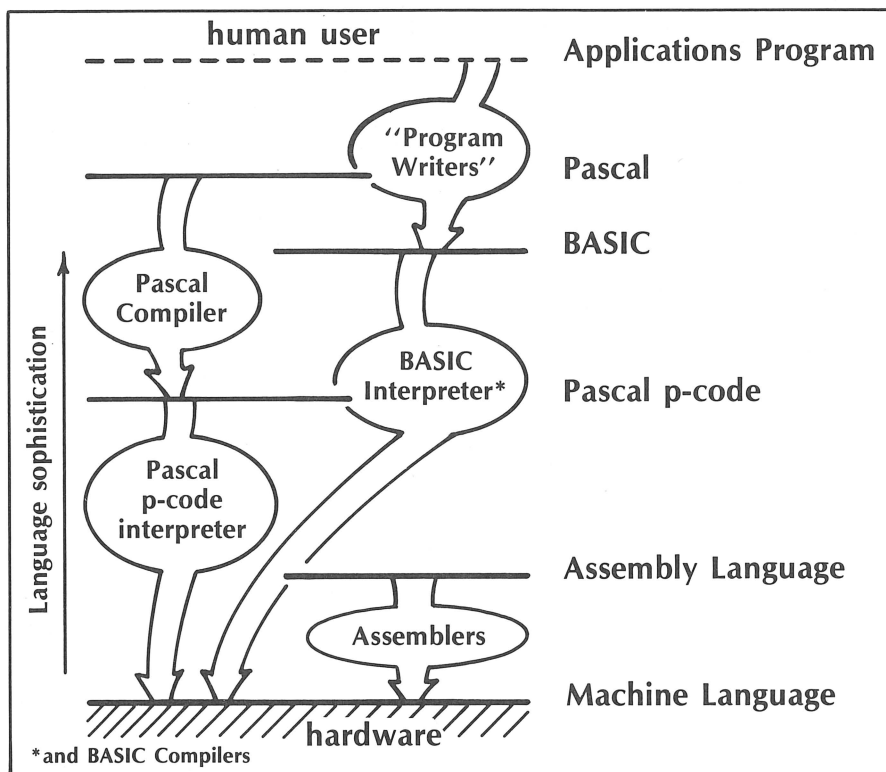 human user
Applications Program
“Program
Writers”
Pascal
BASIC
Pascal
Compiler
BASIC
Interpreter*
Pascal p-code
Language sophistication
Pascal
p-code
interpreter
Assembly Language
Assemblers
Machine Language
hardware
*and BASIC Compilers